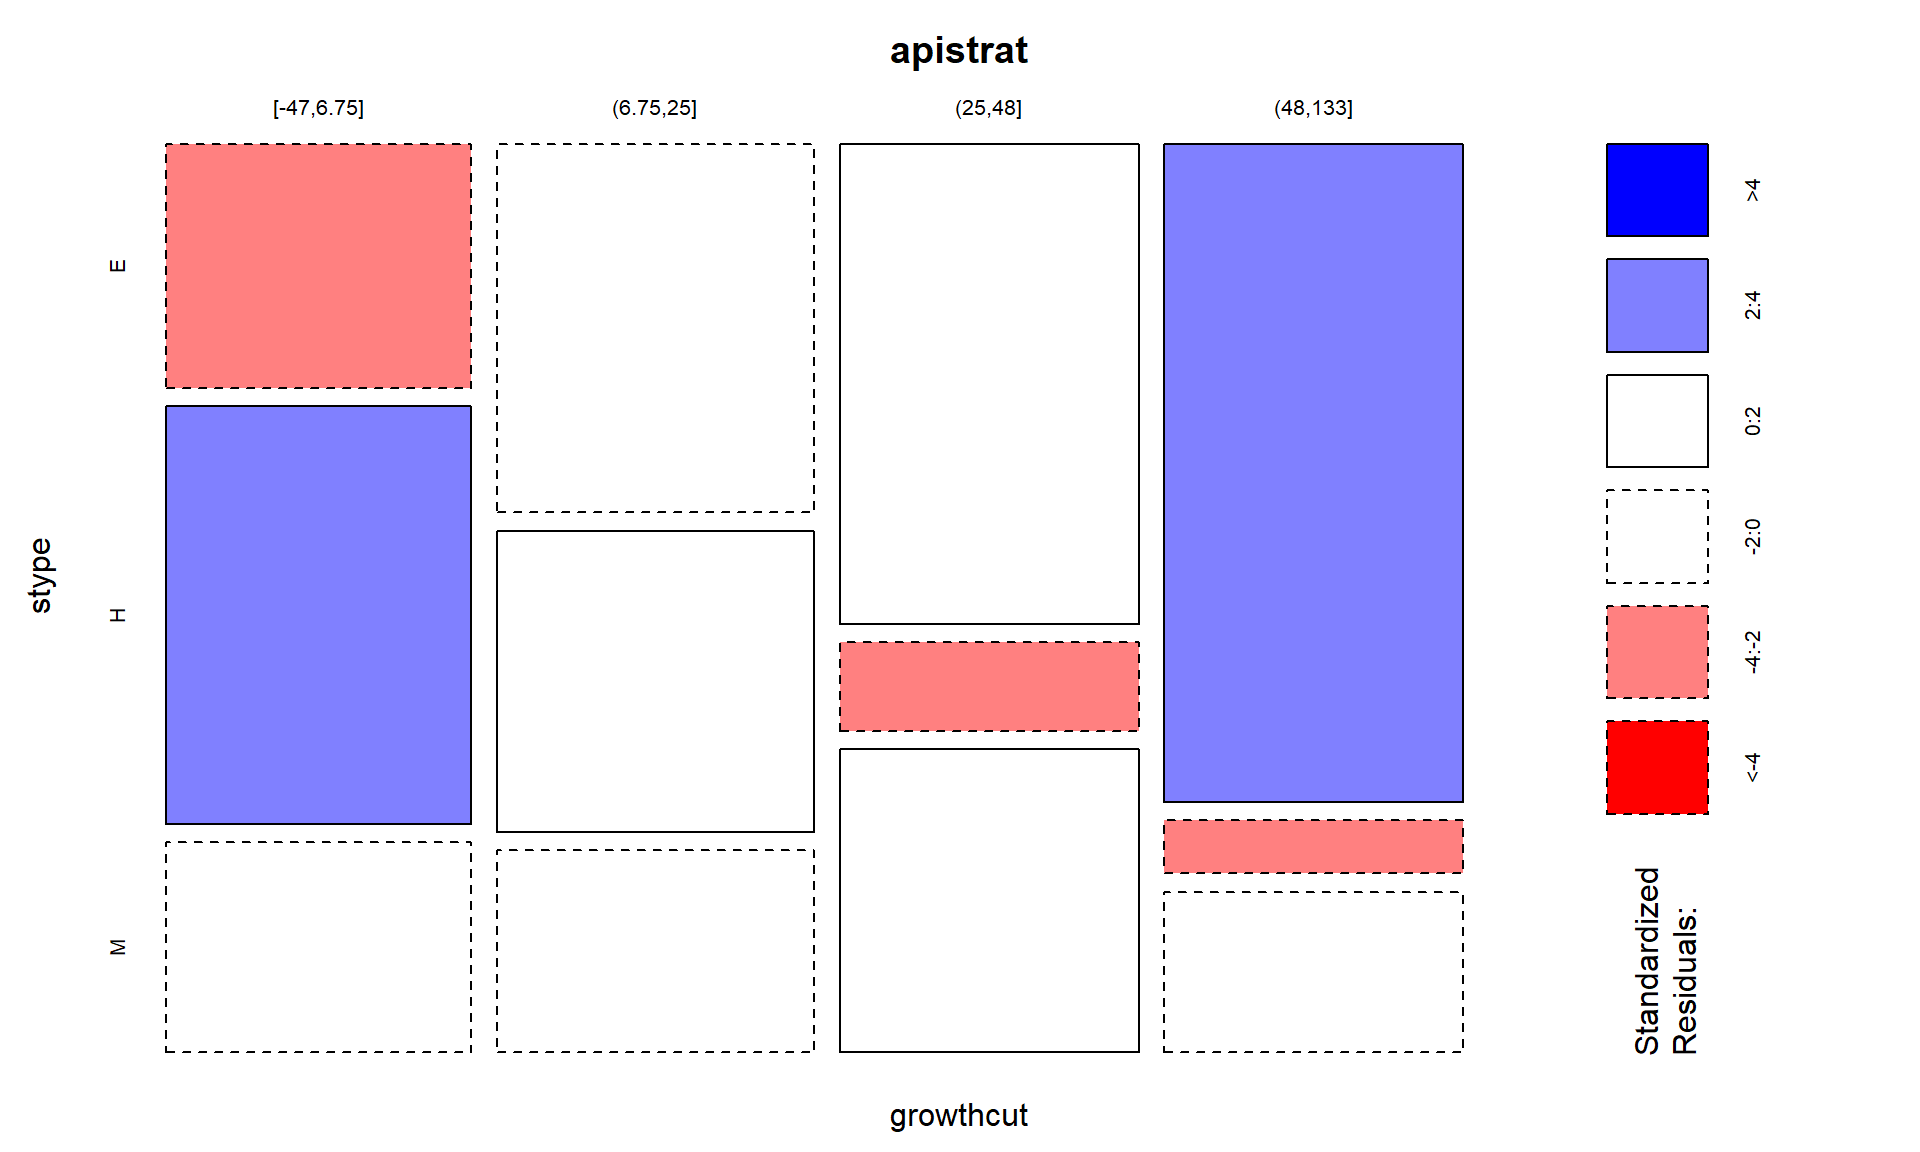 apistrat
[-47,6.75]
(6.75,25]
(25,48]
(48,133]
E
H
M
stype
growthcut
>4
2:4
0:2
-2:0
-4:-2
<-4
Standardized
Residuals: